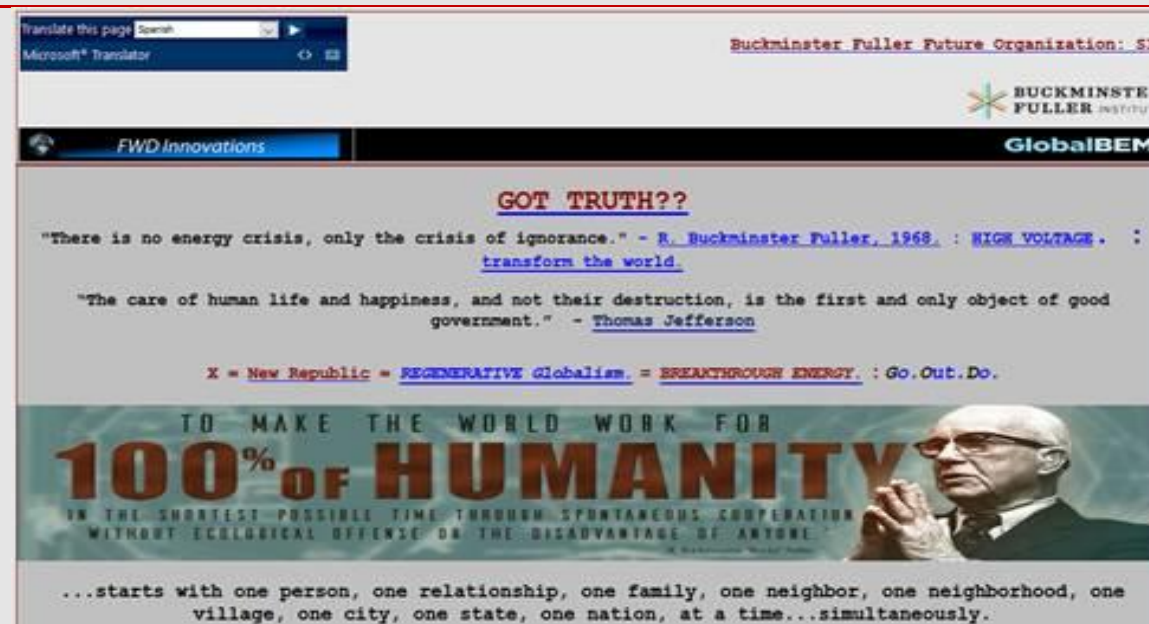 Translate this page Spanish
Microsoft® Translator
Buckminster Fuller Future Organization: S
BUCKMINSTE
FULLER INSTITU
FWD Innovations
GlobalBEM
GOT TRUTH??
"There is no energy crisis, only the crisis of ignorance." - R. Buckminster Fuller, 1968. : HIGH VOLTAGE. :
transform the world.
"The care of human life and happiness, and not their destruction, is the first and only object of good
government." - Thomas Jefferson
X = New Republic = REGENERATIVE Globalism. = BREAKTHROUGH ENERGY. : Go.Out.Do.
TO MAKE THE WORLD WORK FOR
100% OF HUMANITY
IN THE SHORTEST POSSIBLE TIME THROUGH SPONTANEOUS COOPERATION
WITHOUT ECOLOGICAL OFFENSE OR THE DISADVANTAGE OF ANYONE.
...starts with one person, one relationship, one family, one neighbor, one neighborhood, one
village, one city, one state, one nation, at a time...simultaneously.